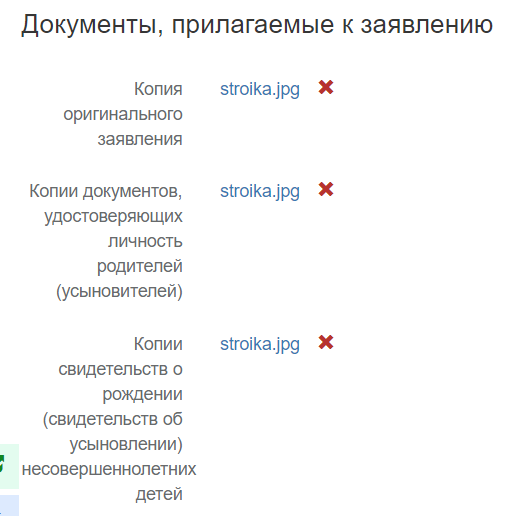 Документы, прилагаемые к заявлению
Копия stroika.jpg
оригинального
заявления
Копии документов, stroika.jpg
удостоверяющих
личность
родителей
(усыновителей)
Копии stroika.jpg
свидетельств о
рождении
(свидетельств об
усыновлении)
несовершеннолетних
детей